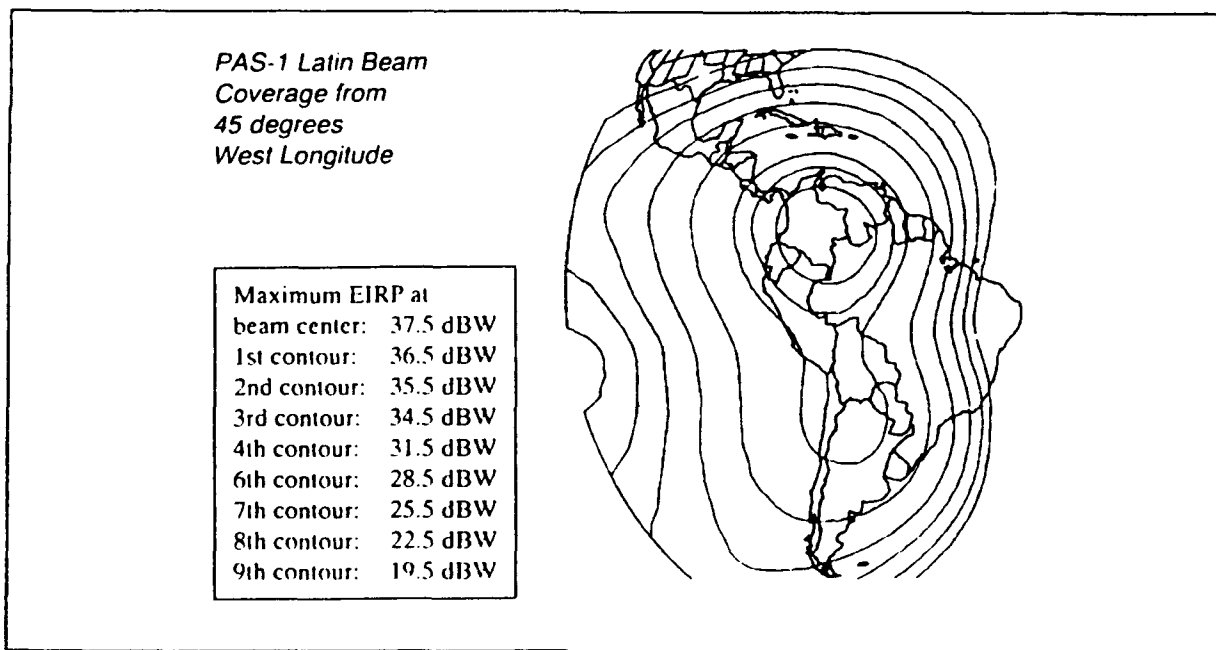 PAS-1 Latin Beam
Coverage from
45 degrees
West Longitude
Maximum EIRP at
beam center: 37.5 dBW
1st contour: 36.5 dBW
2nd contour: 35.5 dBW
3rd contour: 34.5 dBW
4th contour: 31.5 dBW
6th contour: 28.5 dBW
7th contour: 25.5 dBW
8th contour: 22.5 dBW
9th contour: 19.5 dBW